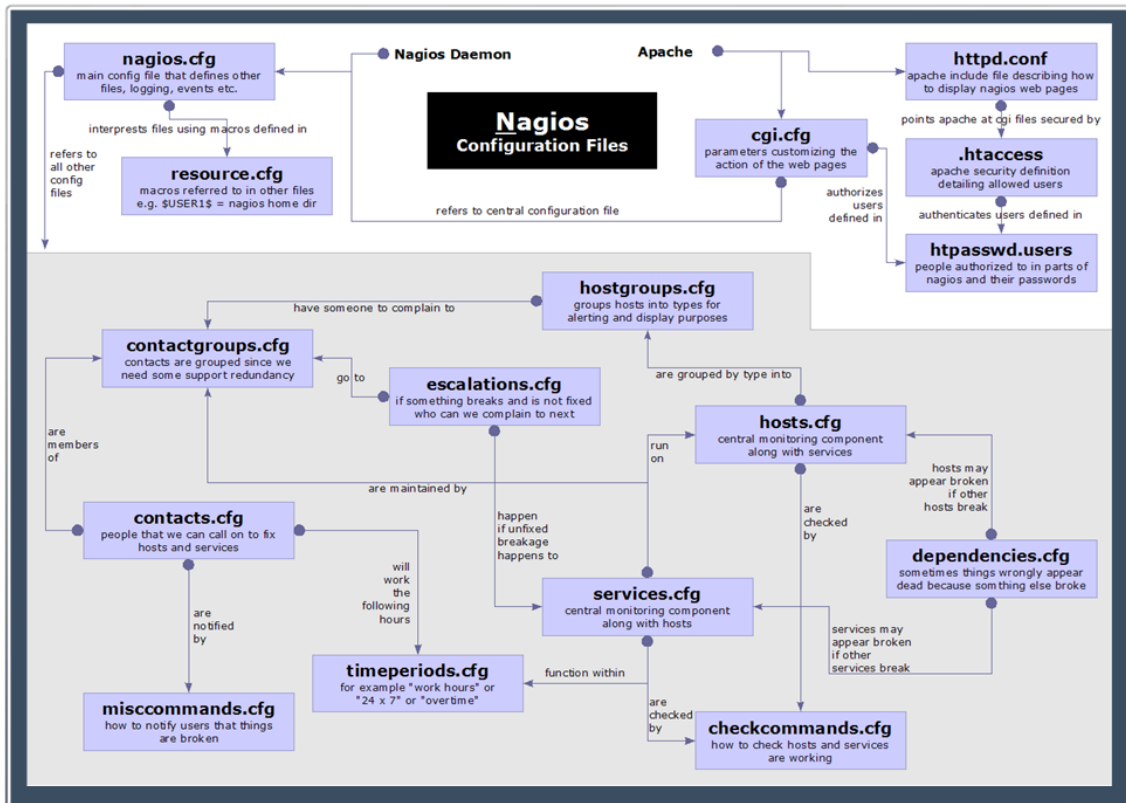 nagios.cfg
main config file that defines other
files, logging, events etc.
Nagios Daemon
Apache
httpd.conf
apache include file describing how
to display nagios web pages
interprests files using macros defined in
points apache at cgi files secured by
Nagios
Configuration Files
cgi.cfg
parameters customizing the
action of the web pages
refers to
all other
config
files
resource.cfg
macros referred to in other files
e.g. $USER1$ = nagios home dir
.htaccess
apache security definition
detailing allowed users
refers to central configuration file
authorizes
users
defined in
authenticates users defined in
htpasswd.users
people authorized to in parts of
nagios and their passwords
hostgroups.cfg
groups hosts into types for
alerting and display purposes
have someone to complain to
contactgroups.cfg
contacts are grouped since we
need some support redundancy
go to
escalations.cfg
if something breaks and is not fixed
who can we complain to next
are grouped by type into
hosts.cfg
central monitoring component
along with services
are
members
of
run
on
are maintained by
hosts may
appear broken
if other
hosts break
contacts.cfg
people that we can call on to fix
hosts and services
happen
if unfixed
breakage
happens to
are
checked
by
dependencies.cfg
sometimes things wrongly appear
dead because somthing else broke
will
work
the
following
hours
services.cfg
central monitoring component
along with hosts
are
notified
by
services may
appear broken
if other
services break
timeperiods.cfg
for example "work hours" or
"24 x 7" or "overtime"
function within
misccommands.cfg
how to notify users that things
are broken
are
checked
by
checkcommands.cfg
how to check hosts and services
are working